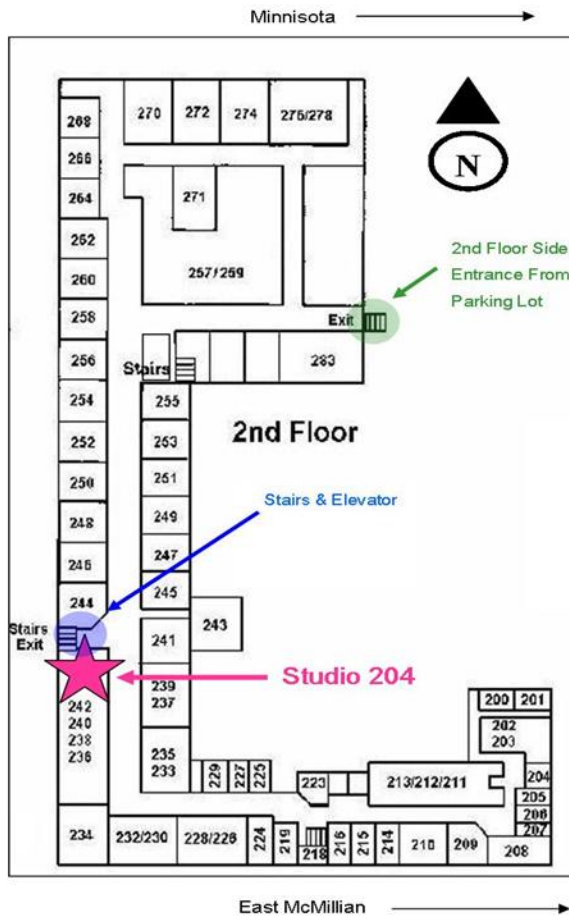 Minnisota
270 272 274 276/278
268
266
264
271
262
260
258
256
254
252
250
248
246
244
257/259
N
2nd Floor Side
Entrance From
Parking Lot
Exit
Stairs
283
255
253
251
249
247
245
2nd Floor
Stairs & Elevator
243
241
239
237
235
233
Stairs
Exit
Studio 204
242
240
238
236
234
229 227 225
223
213/212/211
200 201
202
203
204
205
206
207
208
232/230 228/226 224 219 218 216 215 214 210 209
East McMillian